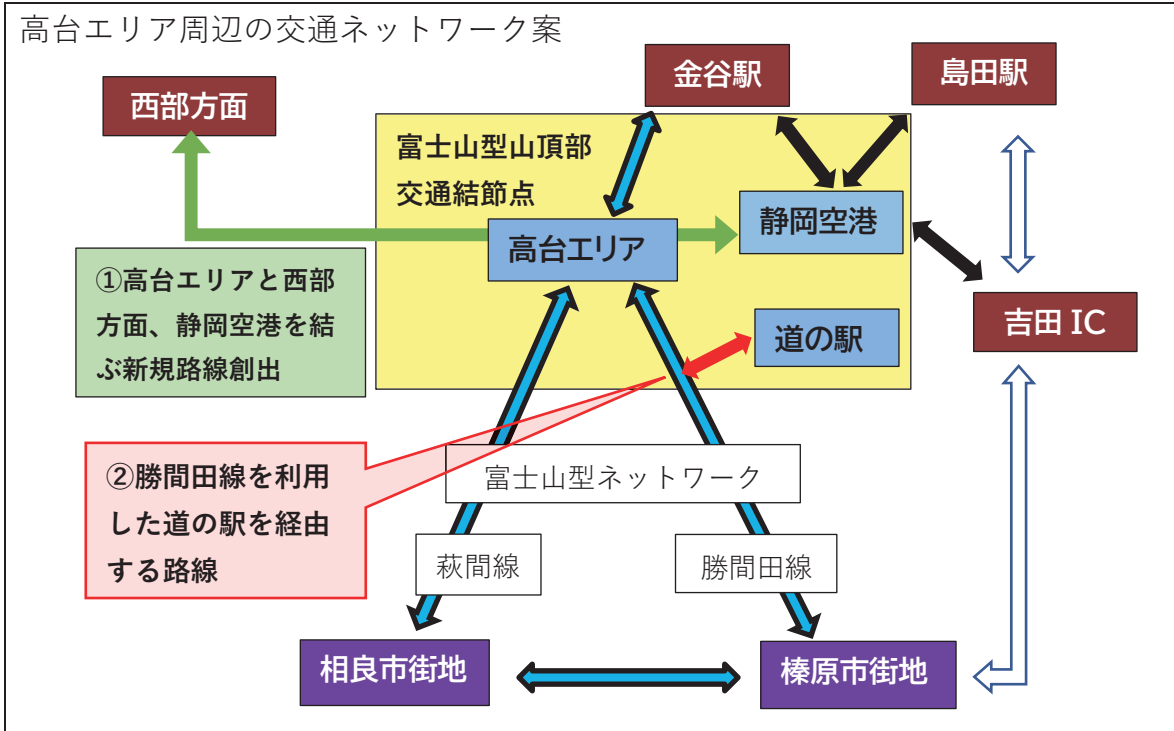 高台エリア周辺の交通ネットワーク案
西部方面
金谷駅
島田駅
富士山型山頂部
交通結節点
静岡空港
高台エリア
①高台エリアと西部
方面、静岡空港を結
ぶ新規路線創出
道の駅
吉田 IC
②勝間田線を利用
した道の駅を経由
する路線
富士山型ネットワーク
萩間線
勝間田線
相良市街地
榛原市街地